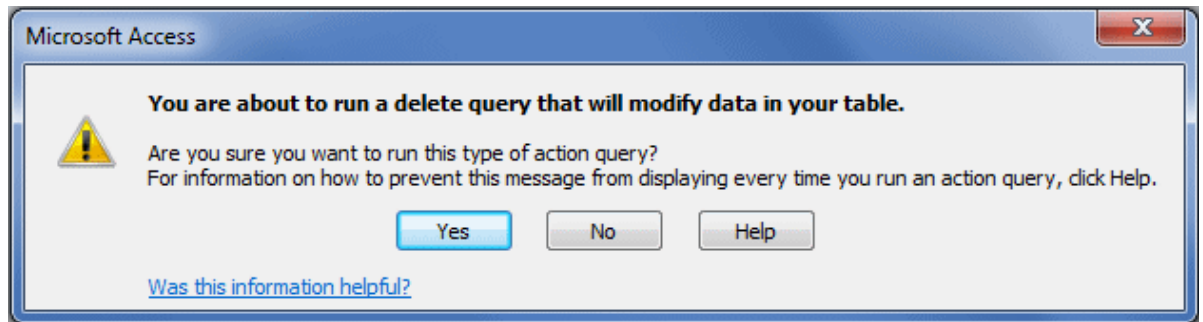 Microsoft Access
You are about to run a delete query that will modify data in your table.
Are you sure you want to run this type of action query?
For information on how to prevent this message from displaying every time you run an action query, click Help.
Yes No Help
Was this information helpful?